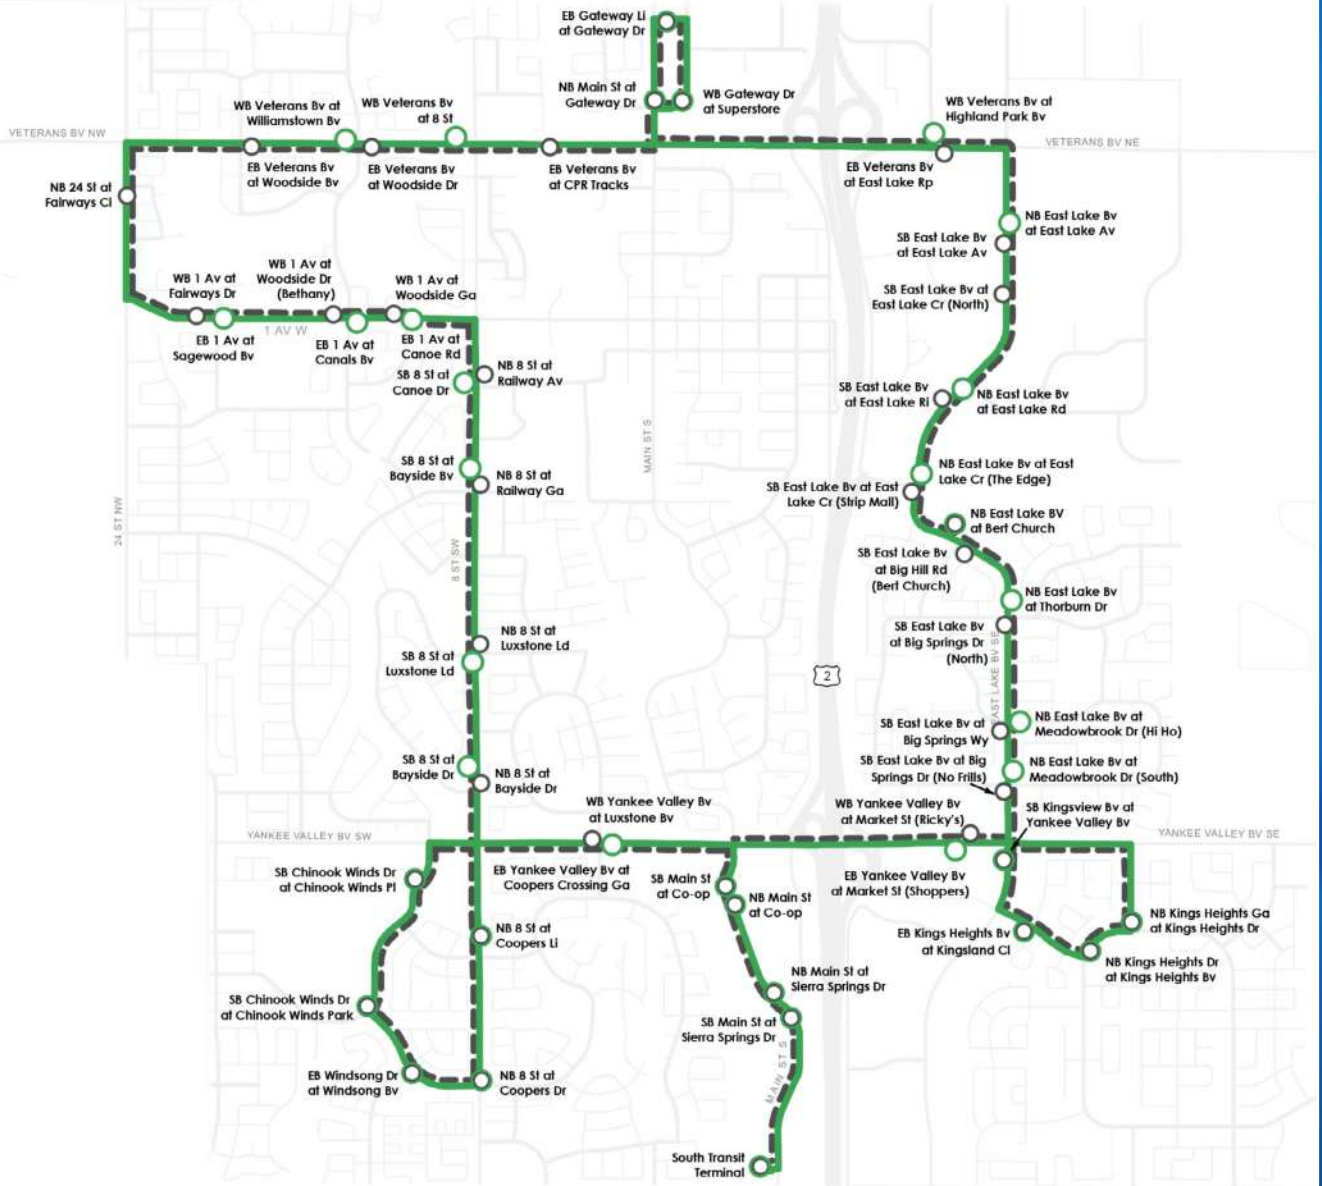 EB Gateway Li
at Gateway Dr
NB Main St at
Gateway Dr
WB Gateway Dr
at Superstore
WB Veterans Bv at
Williamstown Bv
WB Veterans Bv
at 8 St
WB Veterans Bv at
Highland Park Bv
VETERANS BV NW
VETERANS BV NE
EB Veterans Bv
at Woodside Bv
EB Veterans Bv
at Woodside Dr
EB Veterans Bv
at CPR Tracks
EB Veterans Bv
at East Lake Rp
NB 24 St at
Fairways Cl
NB East Lake Bv
at East Lake Av
SB East Lake Bv
at East Lake Av
WB 1 Av at
Fairways Dr
WB 1 Av at
Woodside Dr
(Bethany)
WB 1 Av at
Woodside Ga
SB East Lake Bv at
East Lake Cr (North)
1 AV W
EB 1 Av at
Sagewood Bv
EB 1 Av at
Canals Bv
EB 1 Av at
Canoe Rd
SB 8 St at
Canoe Dr
NB 8 St at
Railway Av
SB East Lake Bv
at East Lake Ri
NB East Lake Bv
at East Lake Rd
MAIN ST S
SB 8 St at
Bayside Bv
NB 8 St at
Railway Ga
NB East Lake Bv at East
Lake Cr (The Edge)
SB East Lake Bv at East
Lake Cr (Strip Mall)
24 ST NW
8 ST SW
NB East Lake BV
at Bert Church
SB East Lake Bv
at Big Hill Rd
(Bert Church)
NB East Lake Bv
at Thorburn Dr
NB 8 St at
Luxstone Ld
SB 8 St at
Luxstone Ld
SB East Lake Bv
at Big Springs Dr
(North)
EAST LAKE BV SE
2
SB East Lake Bv at
Big Springs Wy
NB East Lake Bv at
Meadowbrook Dr (Hi Ho)
SB 8 St at
Bayside Dr
NB 8 St at
Bayside Dr
SB East Lake Bv at Big
Springs Dr (No Frills)
NB East Lake Bv at
Meadowbrook Dr (South)
WB Yankee Valley Bv
at Luxstone Bv
WB Yankee Valley Bv
at Market St (Ricky's)
SB Kingsview Bv at
Yankee Valley Bv
YANKEE VALLEY BV SW
YANKEE VALLEY BV SE
SB Chinook Winds Dr
at Chinook Winds Pl
EB Yankee Valley Bv at
Coopers Crossing Ga
SB Main St
at Co-op
NB Main St
at Co-op
EB Yankee Valley Bv
at Market St (Shoppers)
NB 8 St at
Coopers Li
EB Kings Heights Bv
at Kingsland Cl
NB Kings Heights Ga
at Kings Heights Dr
NB Kings Heights Dr
at Kings Heights Bv
NB Main St at
Sierra Springs Dr
SB Chinook Winds Dr
at Chinook Winds Park
SB Main St at
Sierra Springs Dr
MAIN ST S
EB Windsong Dr
at Windsong Bv
NB 8 St at
Coopers Dr
South Transit
Terminal